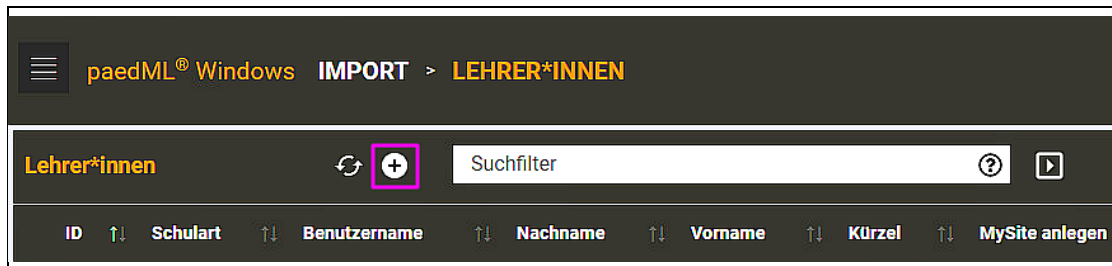 paedML® Windows IMPORT > LEHRER*INNEN
Lehrer*innen Suchfilter
ID Schulart Benutzername Nachname Vorname Kürzel MySite anlegen